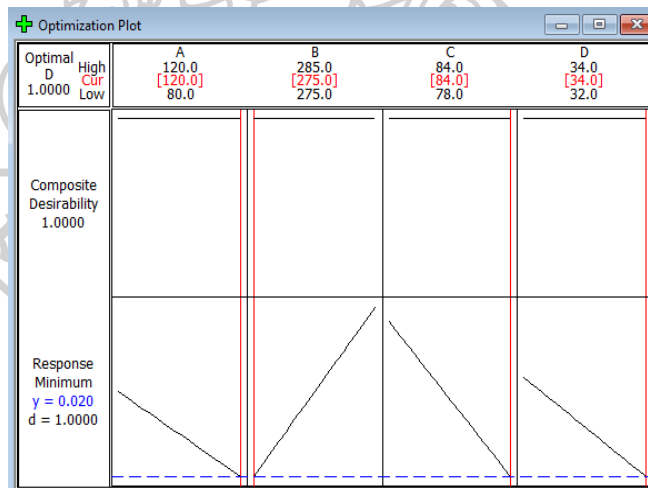 Optimization Plot
Optimal
D
1.0000
High
Cur
Low
A
120.0
[120.0]
80.0
B
285.0
[275.0]
275.0
C
84.0
[84.0]
78.0
D
34.0
[34.0]
32.0
Composite
Desirability
1.0000
Response
Minimum
y = 0.020
d = 1.0000